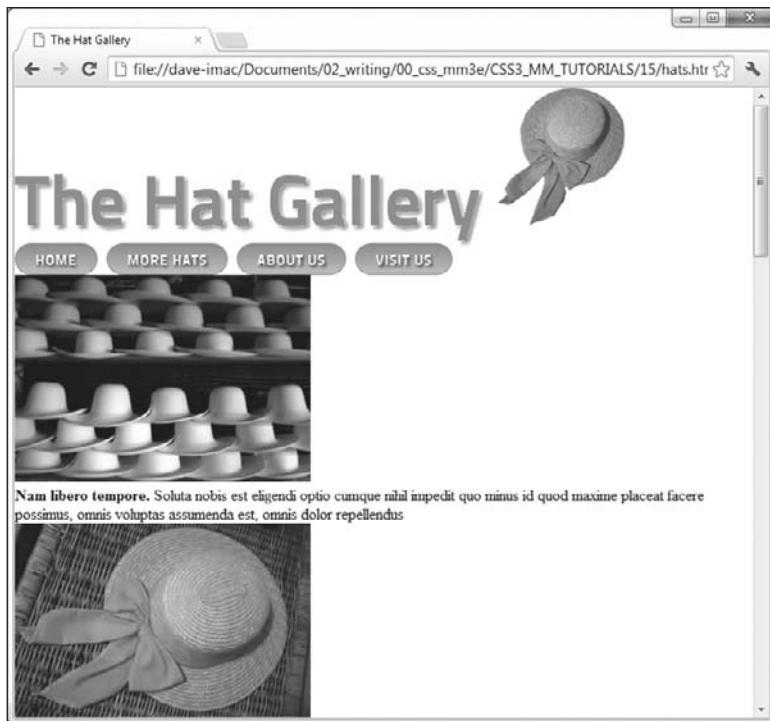 The Hat Gallery
file://dave-imac/Documents/02_writing/00_css_mm3e/CSS3_MM_TUTORIALS/15/hats.htr
The Hat Gallery
HOME MORE HATS ABOUT US VISIT US
Nam libero tempore. Soluta nobis est eligendi optio cumque nihil impedit quo minus id quod maxime placeat facere
possimus, omnis voluptas assumenda est, omnis dolor repellendus